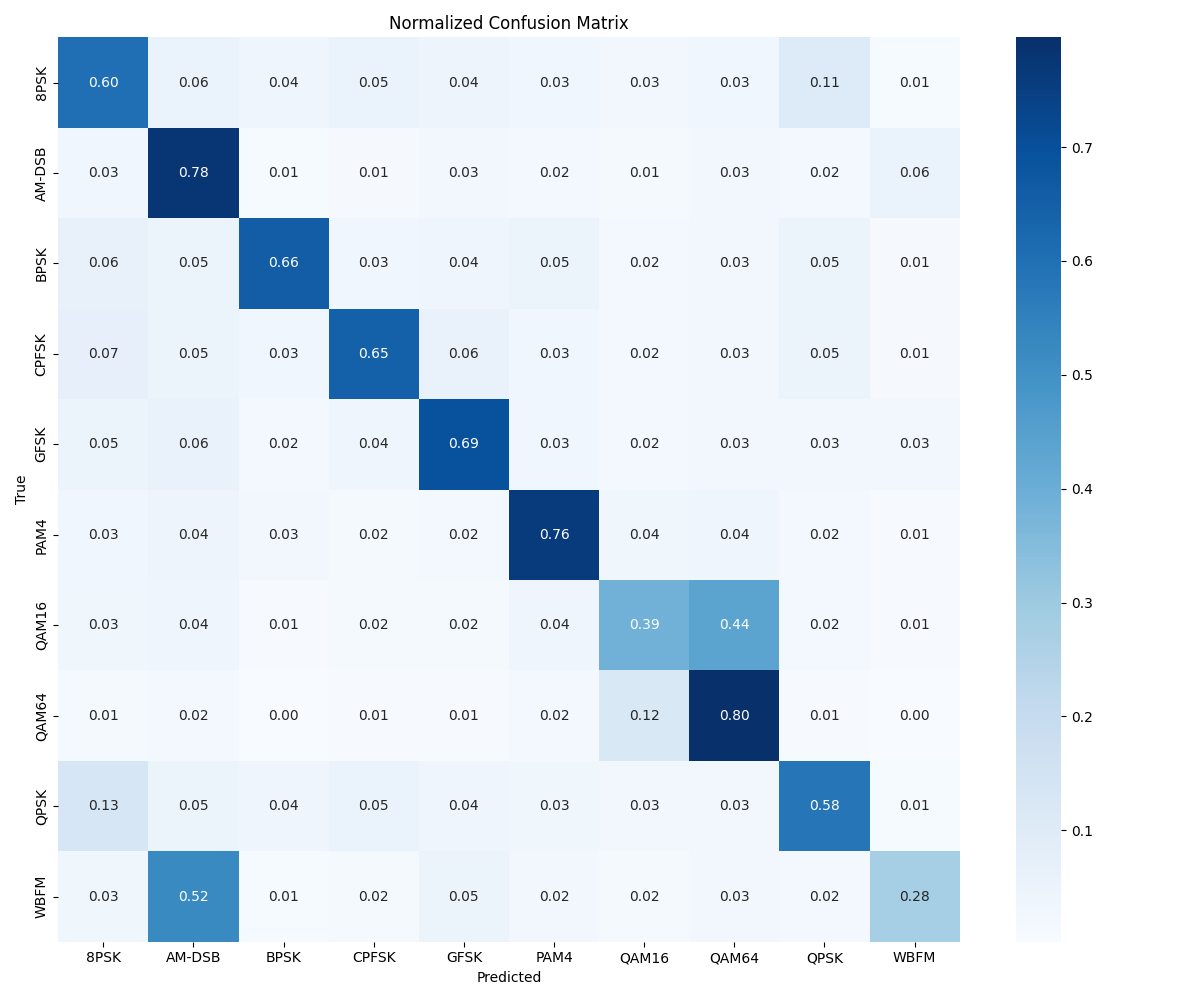 Normalized Confusion Matrix
True
8PSK 0.60 0.06 0.04 0.05 0.04 0.03 0.03 0.03 0.11 0.01
AM-DSB 0.03 0.78 0.01 0.01 0.03 0.02 0.01 0.03 0.02 0.06
BPSK 0.06 0.05 0.66 0.03 0.04 0.05 0.02 0.03 0.05 0.01
CPFSK 0.07 0.05 0.03 0.65 0.06 0.03 0.02 0.03 0.05 0.01
GFSK 0.05 0.06 0.02 0.04 0.69 0.03 0.02 0.03 0.03 0.03
PAM4 0.03 0.04 0.03 0.02 0.02 0.76 0.04 0.04 0.02 0.01
QAM16 0.03 0.04 0.01 0.02 0.02 0.04 0.39 0.44 0.02 0.01
QAM64 0.01 0.02 0.00 0.01 0.01 0.02 0.12 0.80 0.01 0.00
QPSK 0.13 0.05 0.04 0.05 0.04 0.03 0.03 0.03 0.58 0.01
WBFM 0.03 0.52 0.01 0.02 0.05 0.02 0.02 0.03 0.02 0.28
8PSK AM-DSB BPSK CPFSK GFSK PAM4 QAM16 QAM64 QPSK WBFM
Predicted
0.7
0.6
0.5
0.4
0.3
0.2
0.1